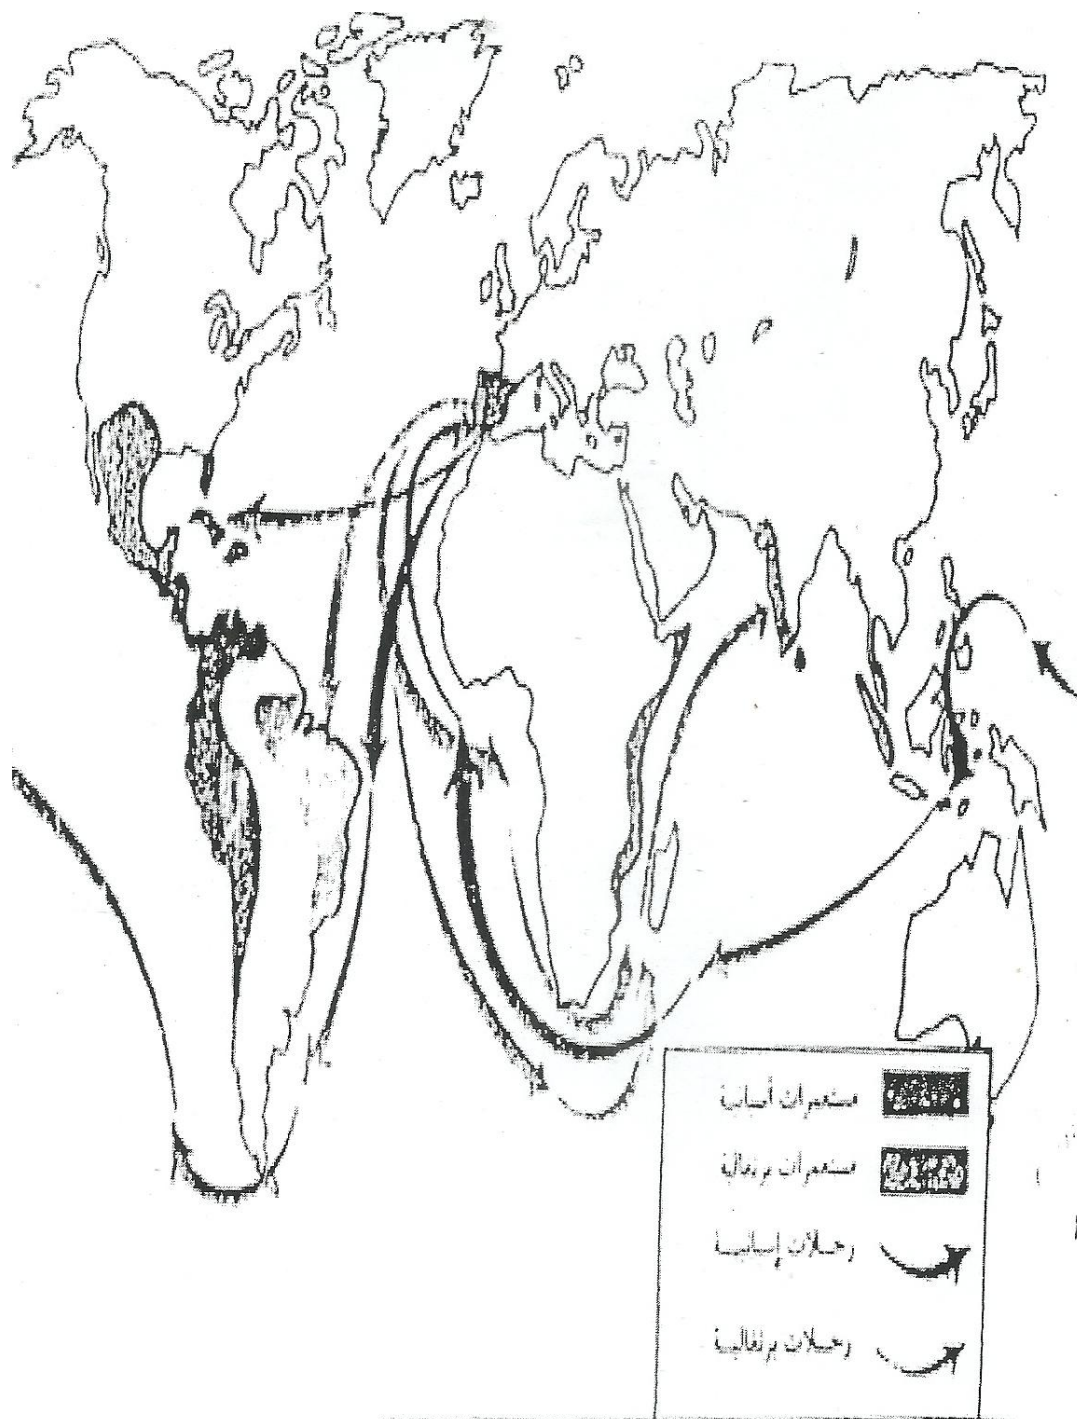 مستعمرات أسبانية
مستعمرات برتغالية
رحلات إسبانية
رحلات برتغالية